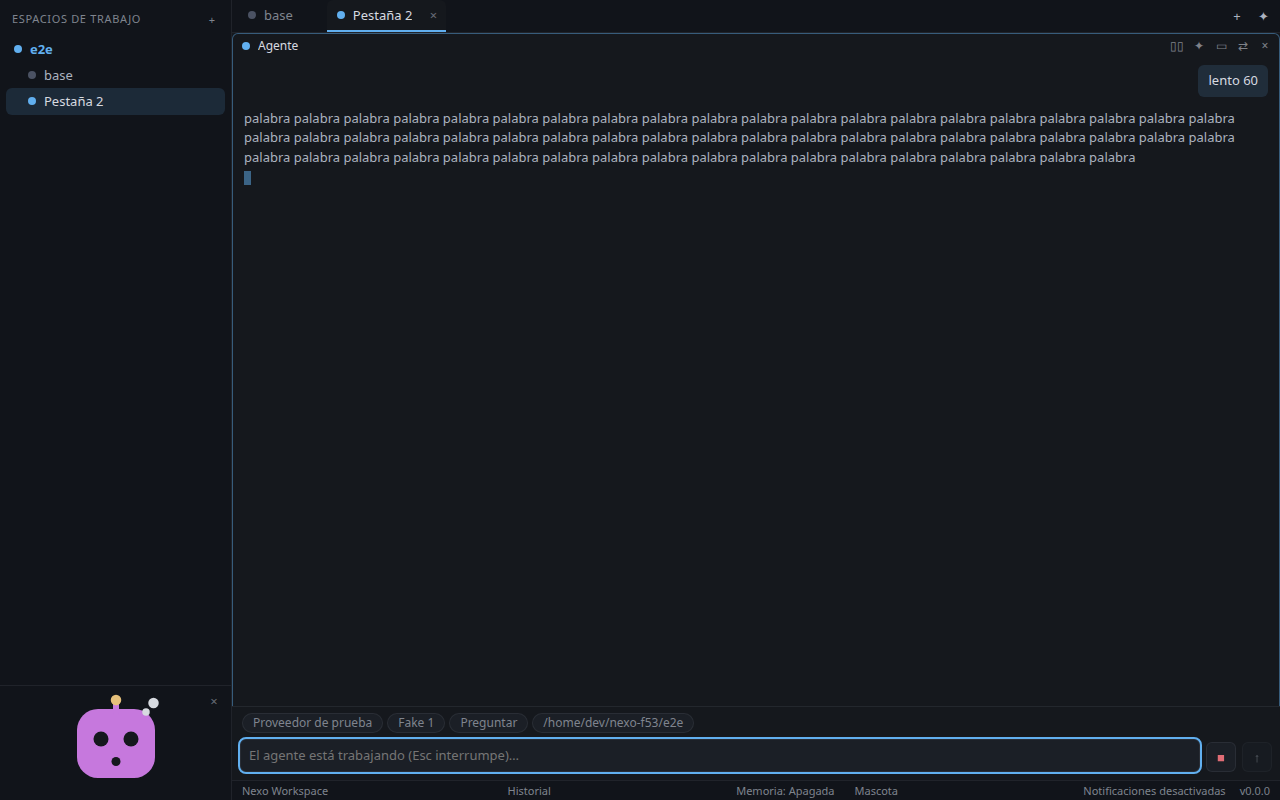 ESPACIOS DE TRABAJO +
e2e
base
Pestaña 2
base
Pestaña 2 ×
+ ✦
Agente
lento 60
palabra palabra palabra palabra palabra palabra palabra palabra palabra palabra palabra palabra palabra palabra palabra palabra palabra palabra palabra palabra
palabra palabra palabra palabra palabra palabra palabra palabra palabra palabra palabra palabra palabra palabra palabra palabra palabra palabra palabra palabra
palabra palabra palabra palabra palabra palabra palabra palabra palabra palabra palabra palabra palabra palabra palabra palabra palabra palabra
Proveedor de prueba
Fake 1
Preguntar
/home/dev/nexo-f53/e2e
El agente está trabajando (Esc interrumpe)...
Nexo Workspace
Historial
Memoria: Apagada
Mascota
Notificaciones desactivadas
v0.0.0